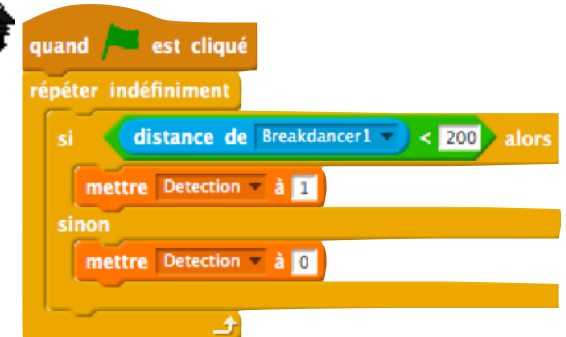 quand est cliqué
répéter indéfiniment
si distance de Breakdancer1 < 200 alors
mettre Detection à 1
sinon
mettre Detection à 0